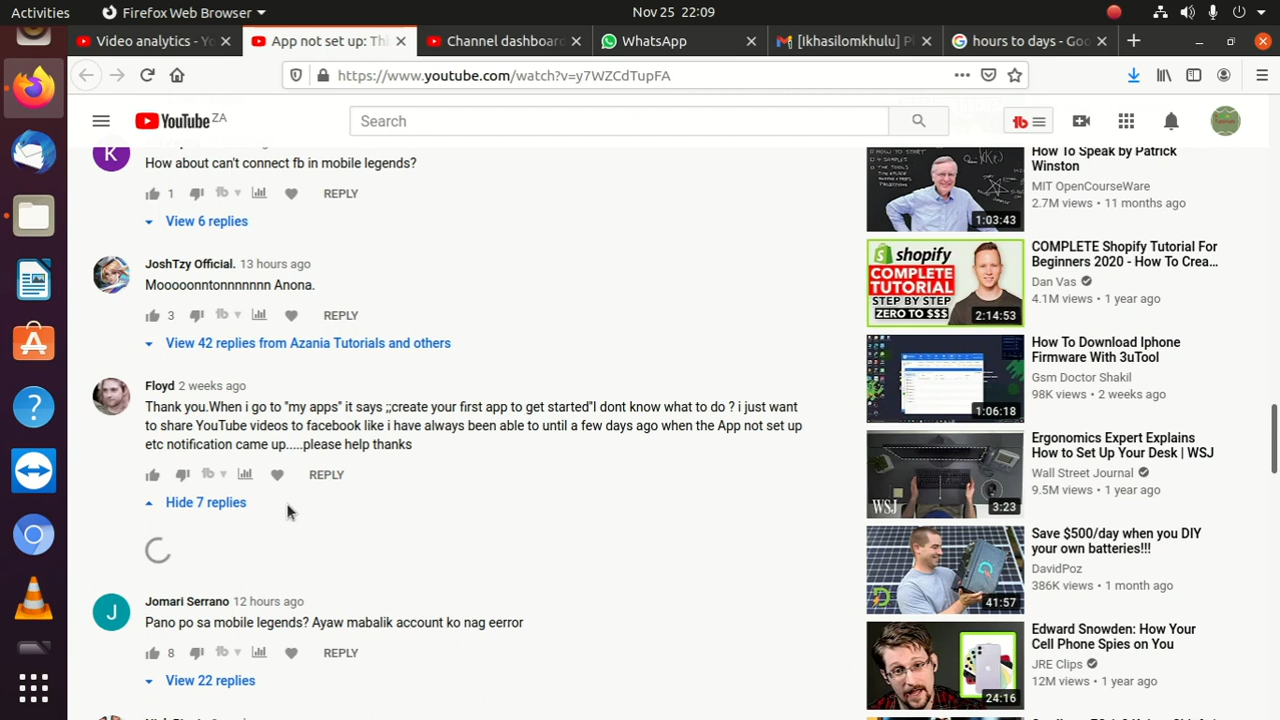 Activities
Firefox Web Browser
Nov 25 22:09
Video analytics - Yo
App not set up: Thi
Channel dashboard
WhatsApp
[Ikhasilomkhulu] Pl
hours to days - Goo
https://www.youtube.com/watch?v=y7WZCdTupFA
YouTube ZA
Search
How about can't connect fb in mobile legends?
1
REPLY
View 6 replies
JoshTzy Official. 13 hours ago
Mooooonntonnnnnnn Anona.
3
REPLY
View 42 replies from Azania Tutorials and others
Floyd 2 weeks ago
Thank you When i go to "my apps" it says ;;create your first app to get started"I dont know what to do ? i just want
to share YouTube videos to facebook like i have always been able to until a few days ago when the App not set up
etc notification came up.....please help thanks
REPLY
Hide 7 replies
Jomari Serrano 12 hours ago
Pano po sa mobile legends? Ayaw mabalik account ko nag eerror
8
REPLY
View 22 replies
How To Speak by Patrick
Winston
MIT OpenCourseWare
2.7M views • 11 months ago
1:03:43
COMPLETE Shopify Tutorial For
Beginners 2020 - How To Crea...
Dan Vas
4.1M views • 1 year ago
shopify
COMPLETE
TUTORIAL
STEP BY STEP
ZERO TO $$$
2:14:53
How To Download Iphone
Firmware With 3uTool
Gsm Doctor Shakil
98K views • 2 weeks ago
1:06:18
Ergonomics Expert Explains
How to Set Up Your Desk | WSJ
Wall Street Journal
9.5M views • 1 year ago
WSJ
3:23
Save $500/day when you DIY
your own batteries!!!
DavidPoz
386K views • 1 month ago
41:57
Edward Snowden: How Your
Cell Phone Spies on You
JRE Clips
12M views • 1 year ago
24:16